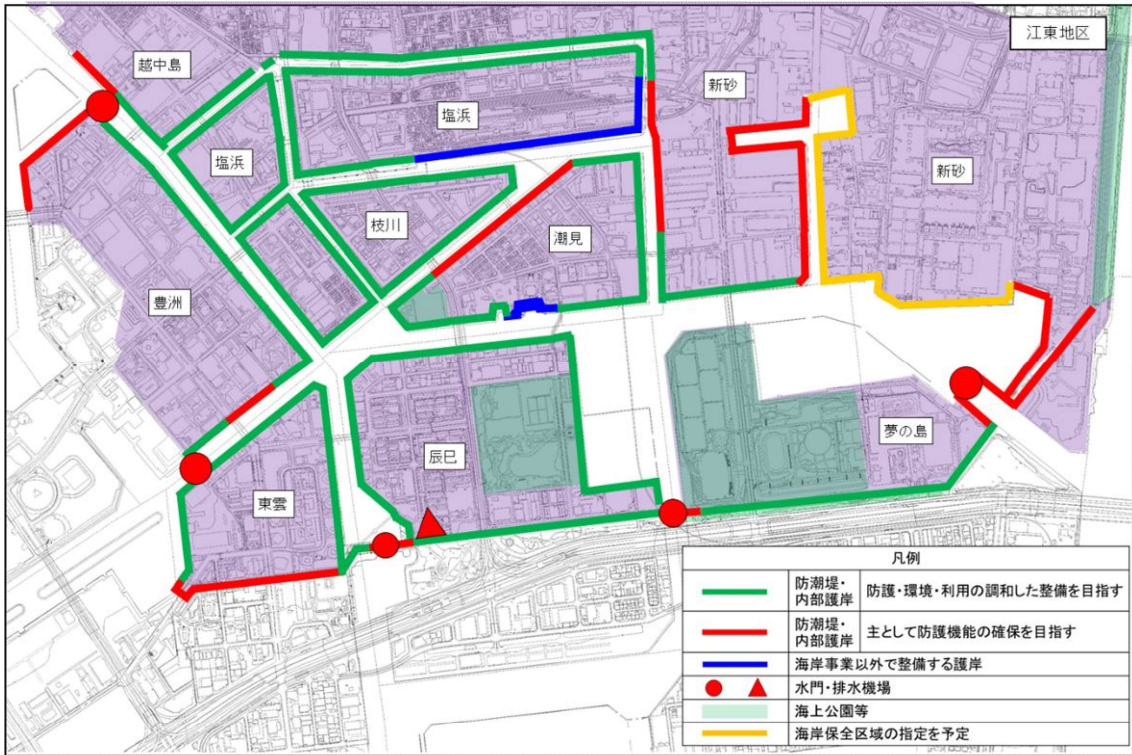 江東地区
越中島
塩浜
新砂
塩浜
新砂
枝川
潮見
豊洲
辰巳
夢の島
東雲
凡例
防潮堤・
内部護岸
防護・環境・利用の調和した整備を目指す
防潮堤・
内部護岸
主として防護機能の確保を目指す
海岸事業以外で整備する護岸
水門・排水機場
海上公園等
海岸保全区域の指定を予定